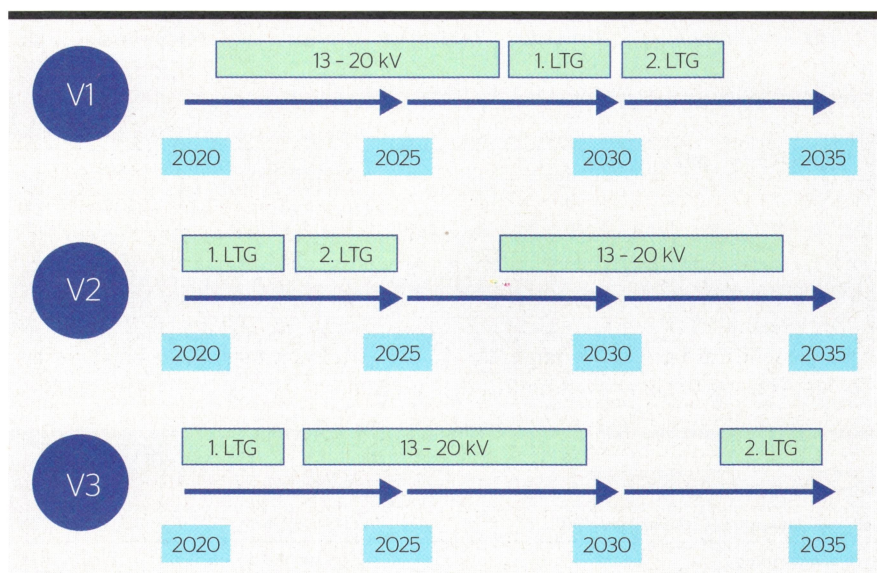 13 – 20 kV 1. LTG 2. LTG
V1
2020 2025 2030 2035
1. LTG 2. LTG 13 – 20 kV
V2
2020 2025 2030 2035
1. LTG 13 – 20 kV 2. LTG
V3
2020 2025 2030 2035